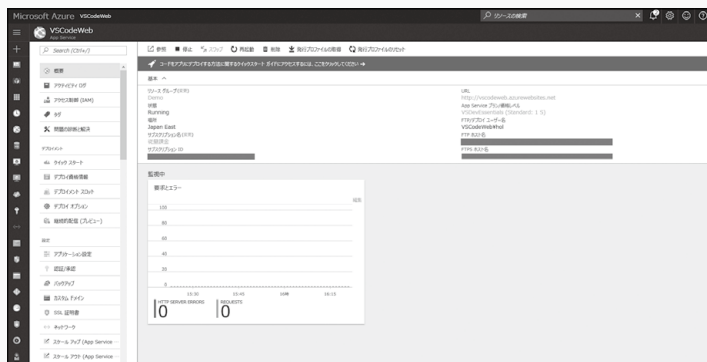 Microsoft Azure VSCodeWeb
リソースの検索
VSCodeWeb
App Service
Search (Ctrl+/)
参照 停止 スワップ 再起動 削除 発行プロファイルの取得 発行プロファイルのリセット
コードをアプリにデプロイする方法に関するクイックスタート ガイドにアクセスするには、ここをクリックしてください
概要
アクティビティ ログ
アクセス制御 (IAM)
タグ
問題の診断と解決
デプロイメント
クイック スタート
デプロイ資格情報
デプロイメント スロット
デプロイ オプション
継続的配信 (プレビュー)
設定
アプリケーション設定
認証/承認
バックアップ
カスタム ドメイン
SSL 証明書
ネットワーク
スケール アップ (App Service ...
スケール アウト (App Service ...
基本
リソース グループ(変更)
Demo
状態
Running
場所
Japan East
サブスクリプション名(変更)
サブスクリプション ID
URL
http://vscodeweb.azurewebsites.net
App Service プラン/価格レベル
VSDevEssentials (Standard: 1 S)
FTP/デプロイ ユーザー名
VSCodeWeb¥hol
FTP ホスト名
FTPS ホスト名
監視中
要求とエラー
編集
100
80
60
40
20
0
15:30 15:45 16時 16:15
HTTP SERVER ERRORS
0
REQUESTS
0